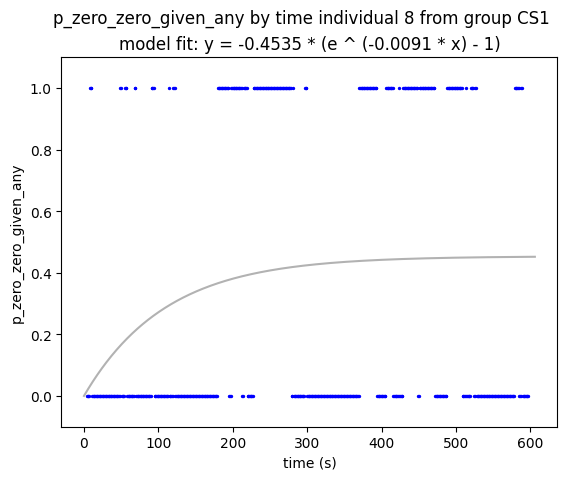 p_zero_zero_given_any by time individual 8 from group CS1
model fit: y = -0.4535 * (e ^ (-0.0091 * x) - 1)
1.0
0.8
0.6
0.4
0.2
0.0
p_zero_zero_given_any
0 100 200 300 400 500 600
time (s)